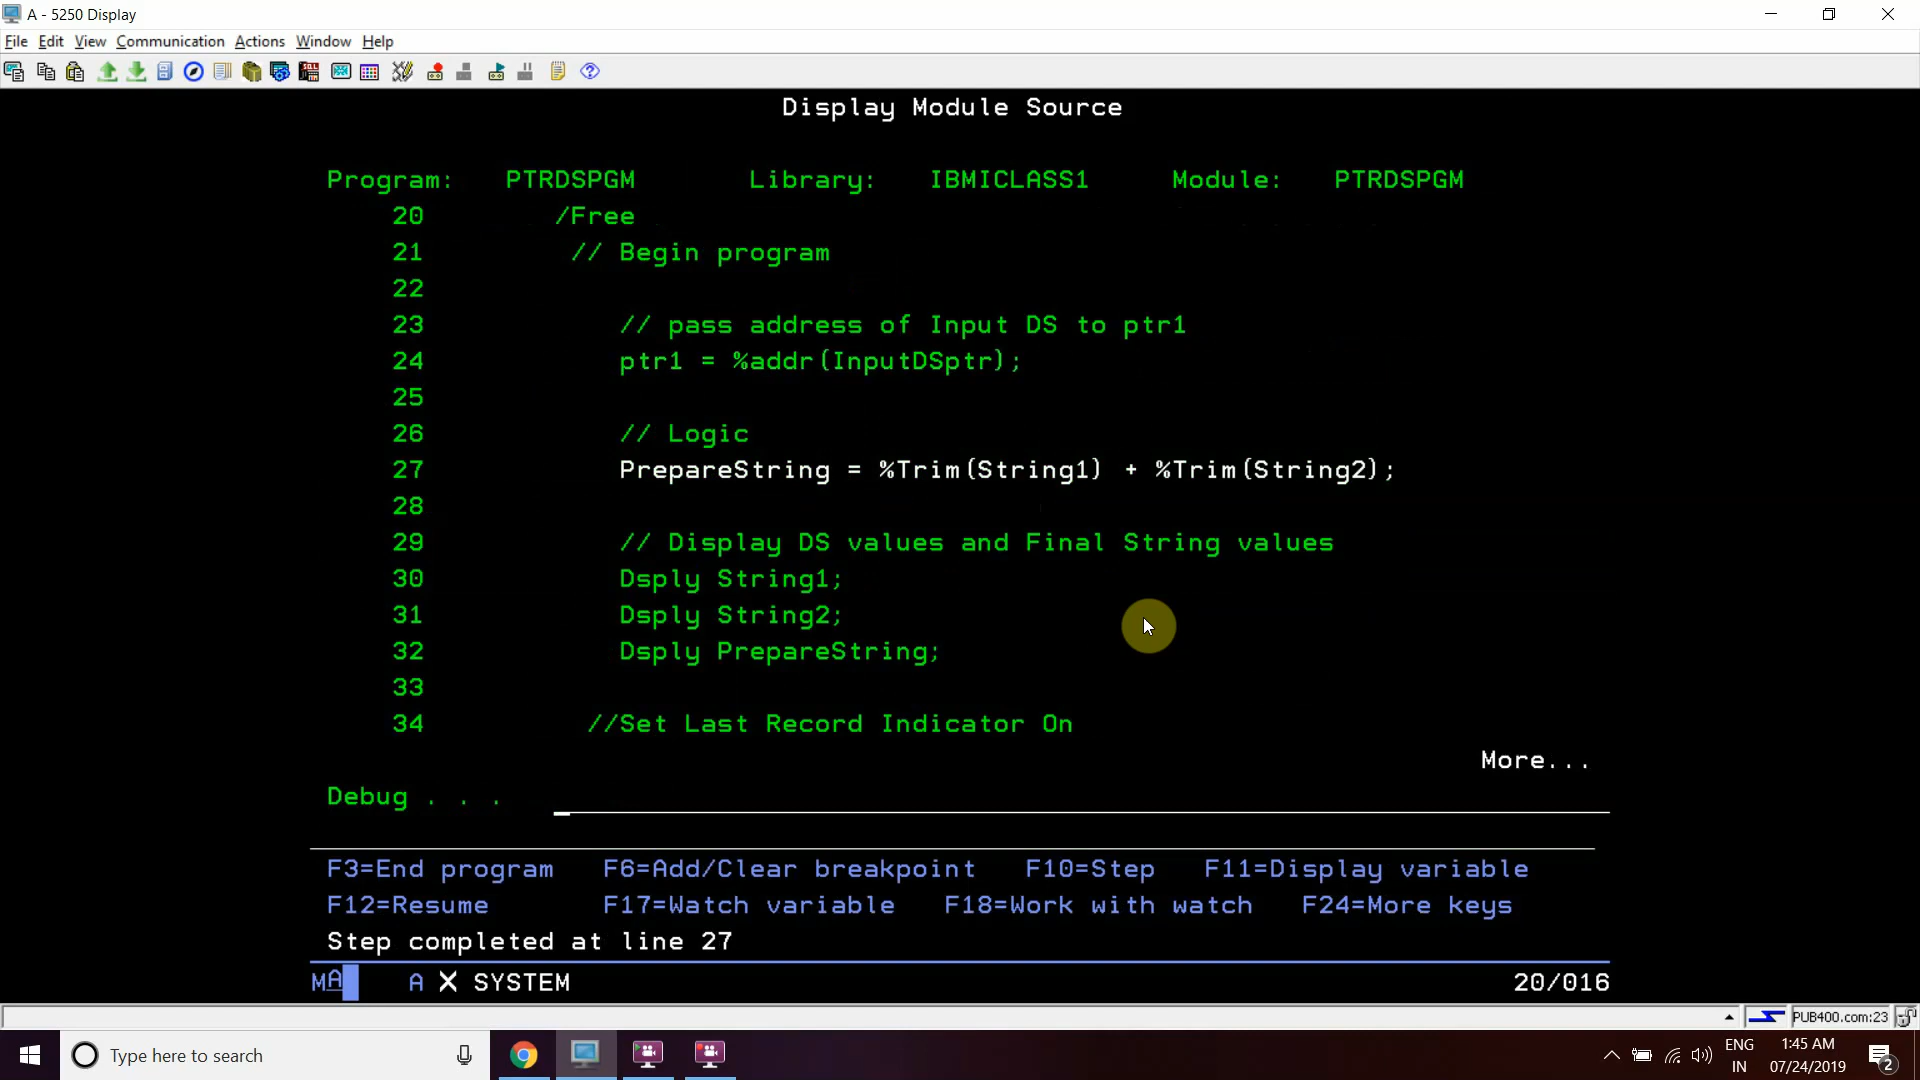 A - 5250 Display
File Edit View Communication Actions Window Help
Display Module Source
Program: PTRDSPGM Library: IBMICLASS1 Module: PTRDSPGM
20 /Free
21 // Begin program
22
23 // pass address of Input DS to ptr1
24 ptr1 = %addr(InputDSptr);
25
26 // Logic
27 PrepareString = %Trim(String1) + %Trim(String2);
28
29 // Display DS values and Final String values
30 Dsply String1;
31 Dsply String2;
32 Dsply PrepareString;
33
34 //Set Last Record Indicator On
More...
Debug . . .
F3=End program F6=Add/Clear breakpoint F10=Step F11=Display variable
F12=Resume F17=Watch variable F18=Work with watch F24=More keys
Step completed at line 27
MA A X SYSTEM 20/016
PUB400.com:23
Type here to search
ENG 1:45 AM
IN 07/24/2019 2